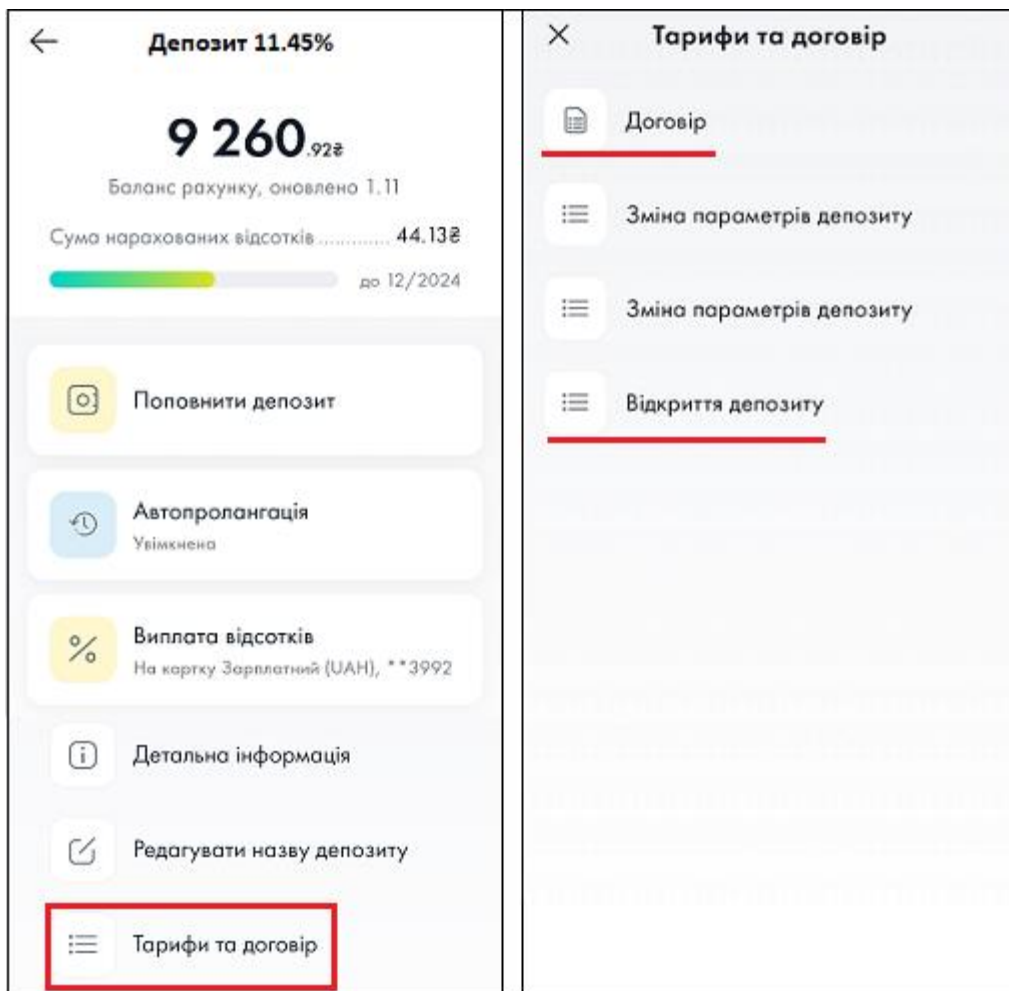 Депозит 11.45%
9 260.92₴
Баланс рахунку, оновлено 1.11
Сума нарахованих відсотків ............. 44.13₴
до 12/2024
Поповнити депозит
Автопролангація
Увімкнена
Виплата відсотків
На картку Зарплатний (UAH), **3992
Детальна інформація
Редагувати назву депозиту
Тарифи та договір
Тарифи та договір
Договір
Зміна параметрів депозиту
Зміна параметрів депозиту
Відкриття депозиту